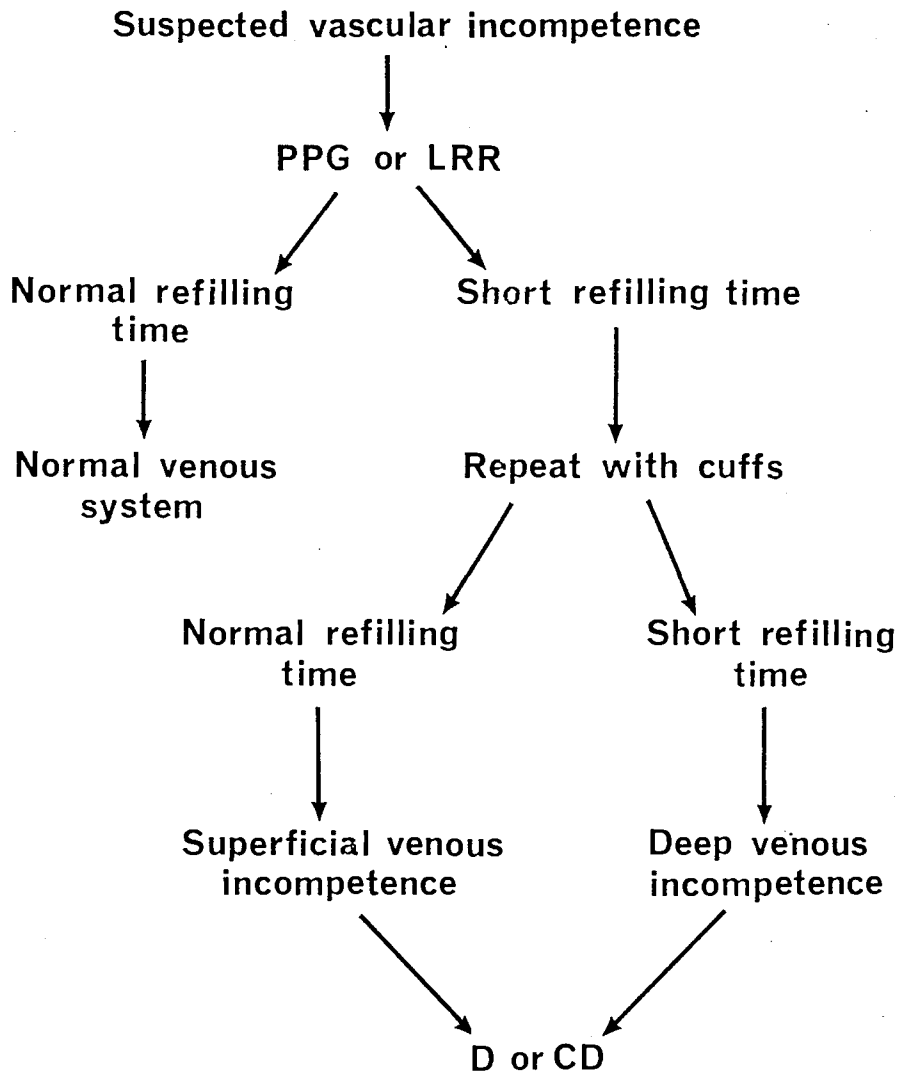 Suspected vascular incompetence
PPG or LRR
Normal refilling
time
Short refilling time
Normal venous
system
Repeat with cuffs
Normal refilling
time
Short refilling
time
Superficial venous
incompetence
Deep venous
incompetence
D or CD